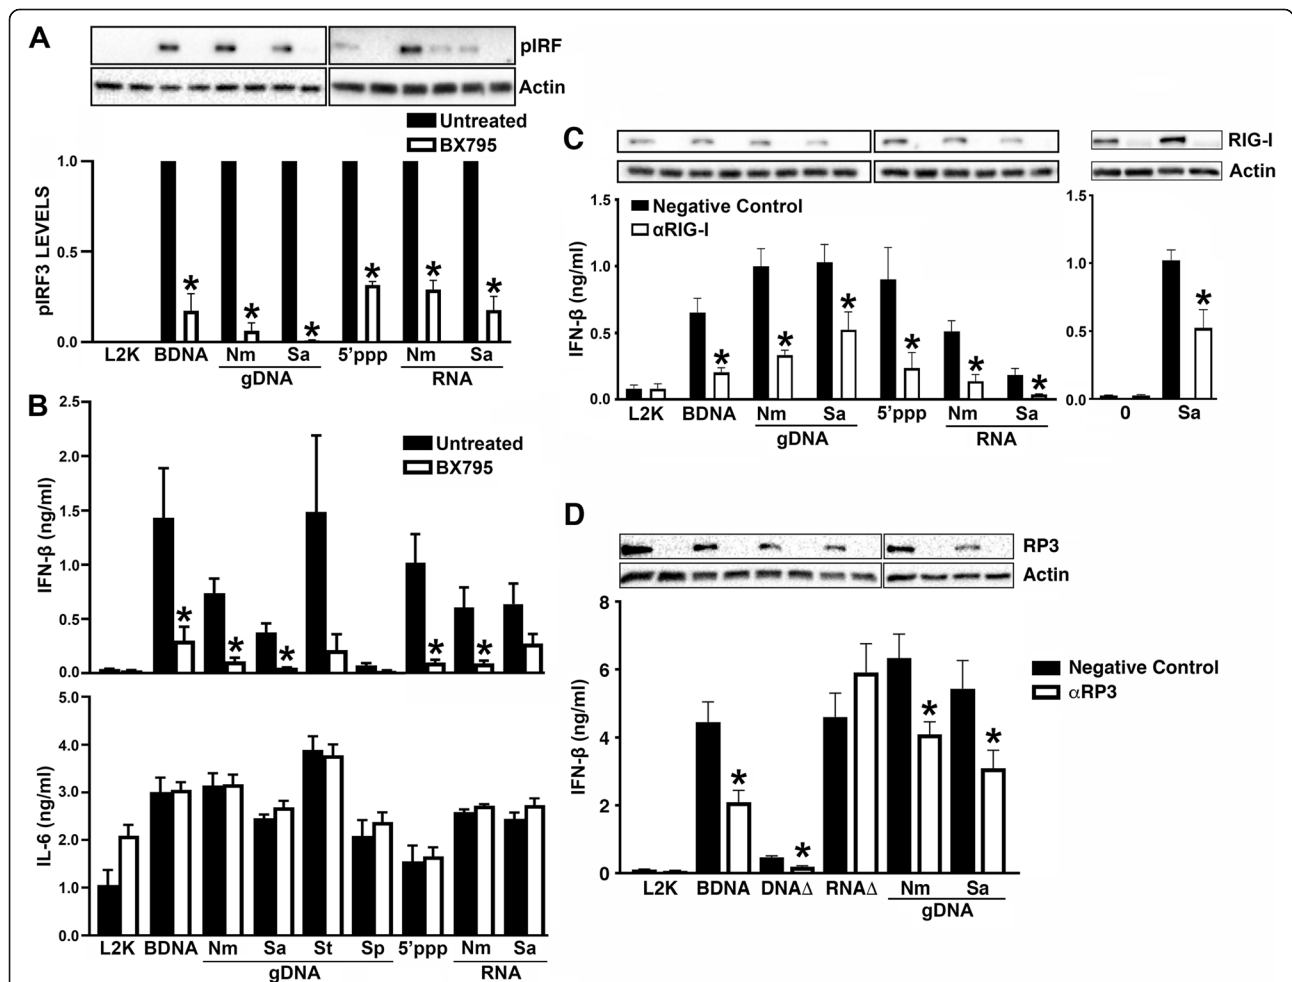 A
pIRF
Actin
Untreated
BX795
pIRF3 LEVELS
1.0
0.5
0.0
L2K BDNA Nm Sa 5'ppp Nm Sa
gDNA RNA
B
Untreated
BX795
IFN-β (ng/ml)
2.5
2.0
1.5
1.0
0.5
0.0
* * * * *
IL-6 (ng/ml)
5.0
4.0
3.0
2.0
1.0
0.0
L2K BDNA Nm Sa St Sp 5'ppp Nm Sa
gDNA RNA
C
RIG-I
Actin
Negative Control
αRIG-I
IFN-β (ng/ml)
1.5
1.0
0.5
0.0
L2K BDNA Nm Sa 5'ppp Nm Sa
gDNA RNA
1.5
1.0
0.5
0.0
0 Sa
D
RP3
Actin
Negative Control
αRP3
IFN-β (ng/ml)
8
6
4
2
0
L2K BDNA DNAΔ RNAΔ Nm Sa
gDNA